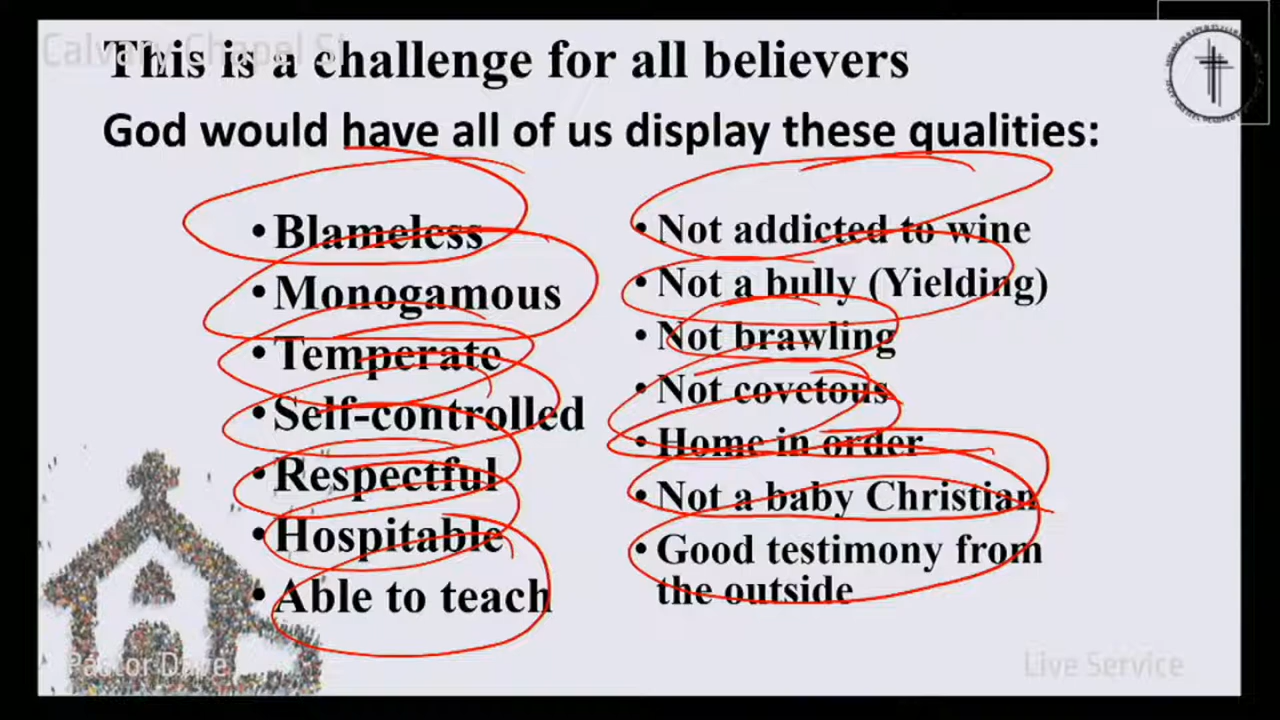 Calvary Chapel
This is a challenge for all believers
God would have all of us display these qualities:
• Blameless
• Monogamous
• Temperate
• Self-controlled
• Respectful
• Hospitable
• Able to teach
• Not addicted to wine
• Not a bully (Yielding)
• Not brawling
• Not covetous
• Home in order
• Not a baby Christian
• Good testimony from
the outside
Pastor Dave
Live Service